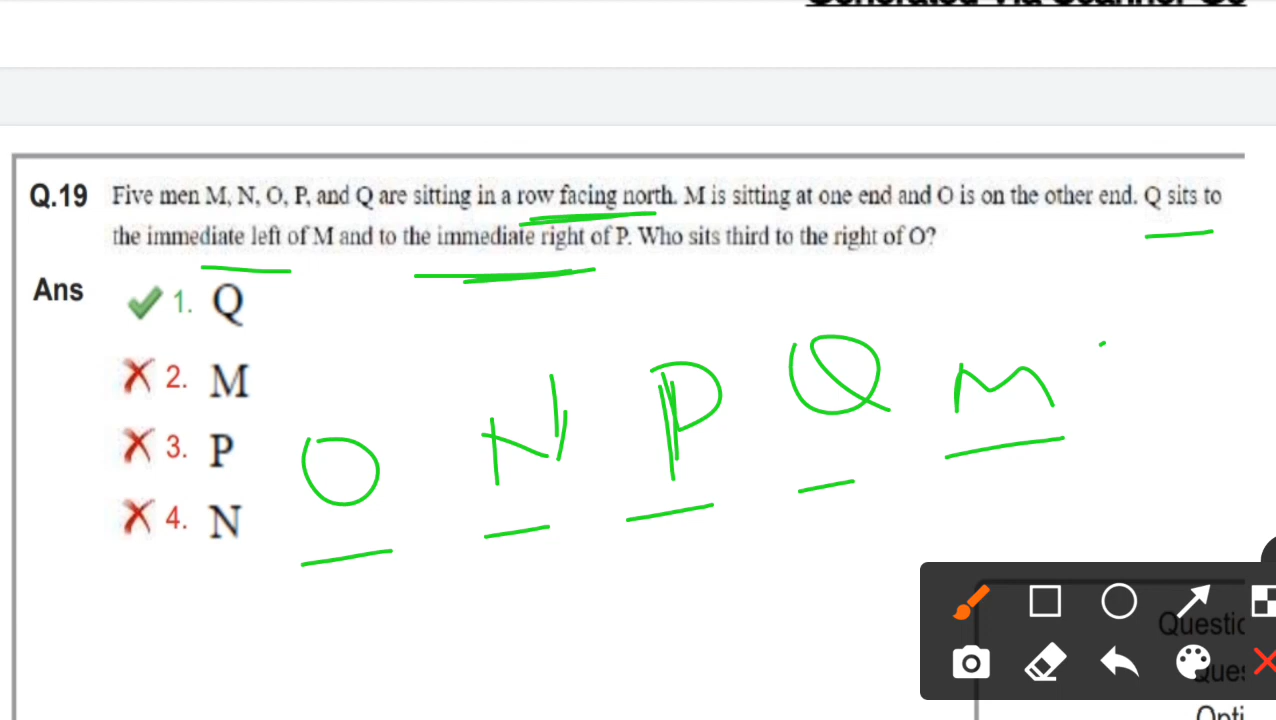 Q.19 Five men M, N, O, P, and Q are sitting in a row facing north. M is sitting at one end and O is on the other end. Q sits to
the immediate left of M and to the immediate right of P. Who sits third to the right of O?
Ans 1. Q
2. M
3. P
4. N
O N P Q M